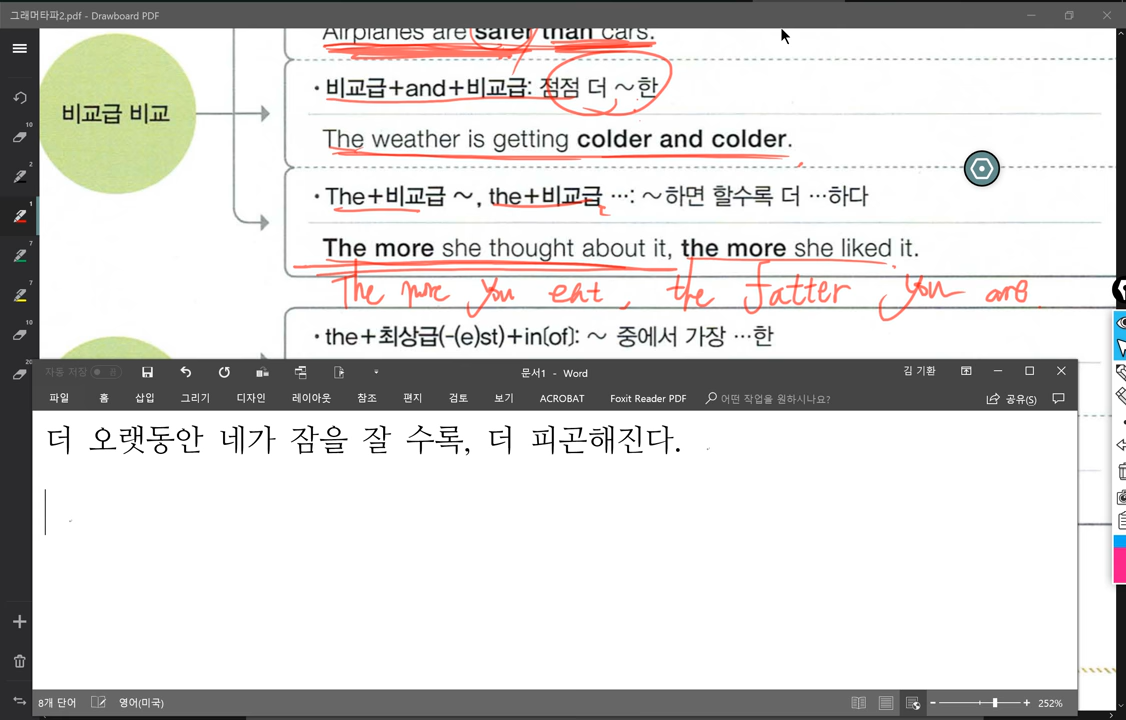 그래머타파2.pdf - Drawboard PDF
Airplanes are safer than cars.
비교급 비교
· 비교급+and+비교급: 점점 더 ~한
The weather is getting colder and colder.
· The+비교급 ~, the+비교급 …: ~하면 할수록 더 …하다
The more she thought about it, the more she liked it.
The more you eat, the fatter you are.
· the+최상급(-(e)st)+in(of): ~ 중에서 가장 …한
10
2
1
7
7
10
20
자동 저장
문서1 - Word
김 기환
파일 홈 삽입 그리기 디자인 레이아웃 참조 편지 검토 보기 ACROBAT Foxit Reader PDF 어떤 작업을 원하시나요? 공유(S)
더 오랫동안 네가 잠을 잘 수록, 더 피곤해진다.
8개 단어 영어(미국) 252%